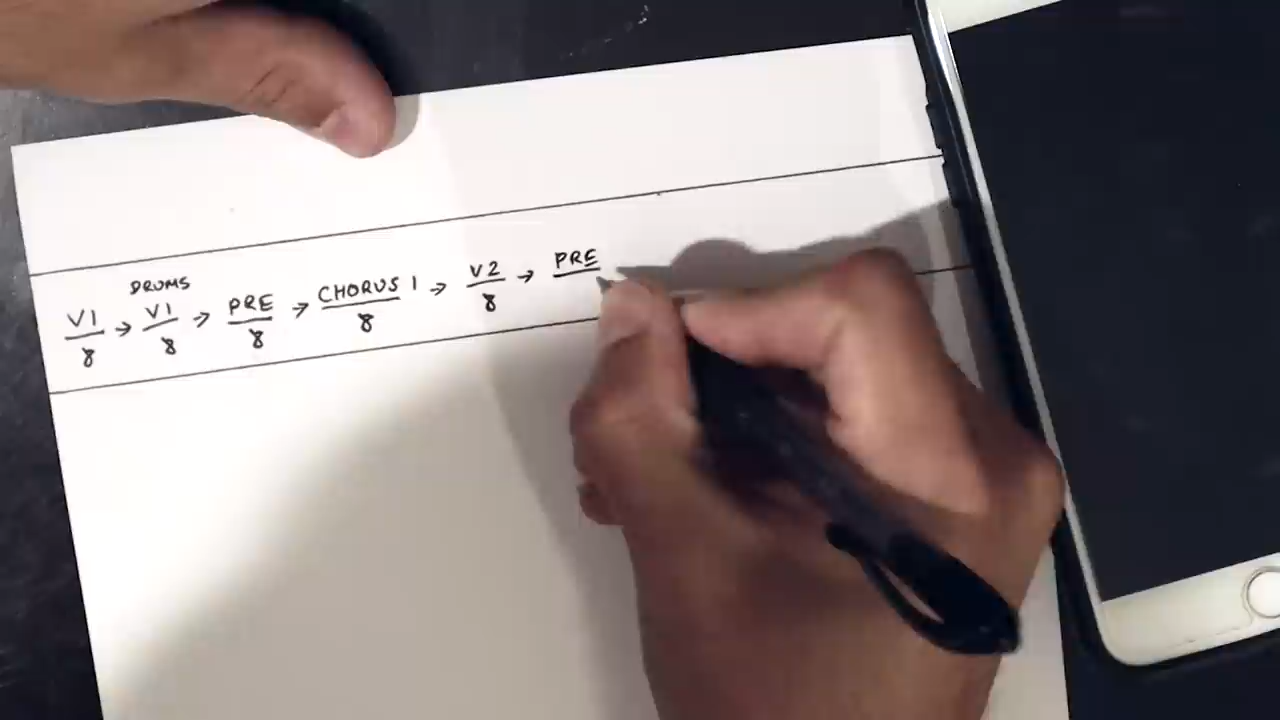 DRUMS
V1 → V1 → PRE → CHORUS 1 → V2 → PRE
8 8 8 8 8